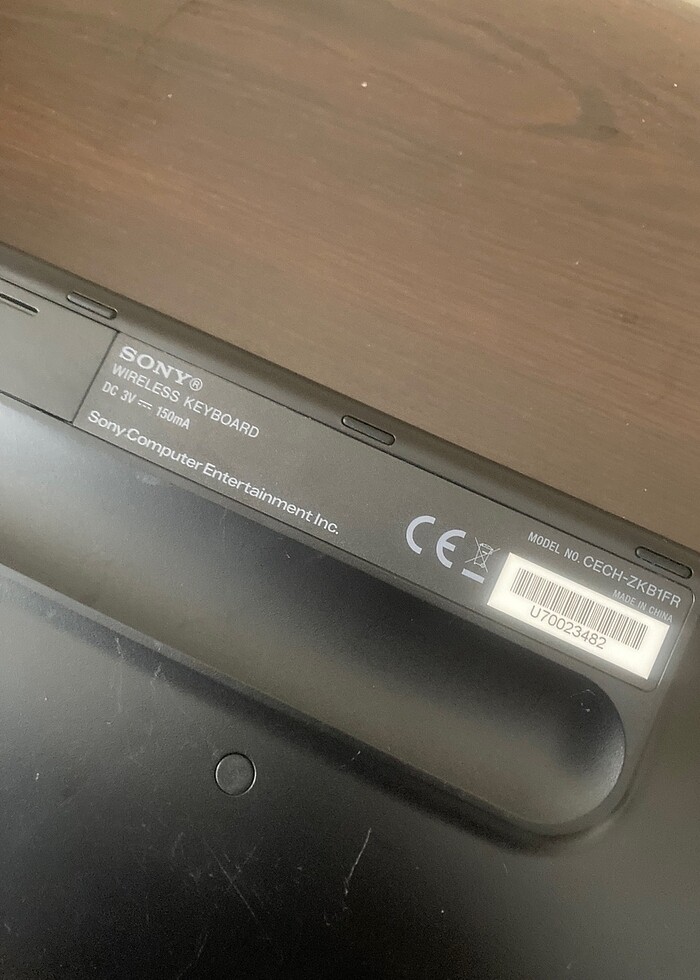 SONY®
WIRELESS KEYBOARD
DC 3V ⎓ 150mA
Sony Computer Entertainment Inc.
CE
MODEL NO. CECH-ZKB1FR
MADE IN CHINA
U70023482